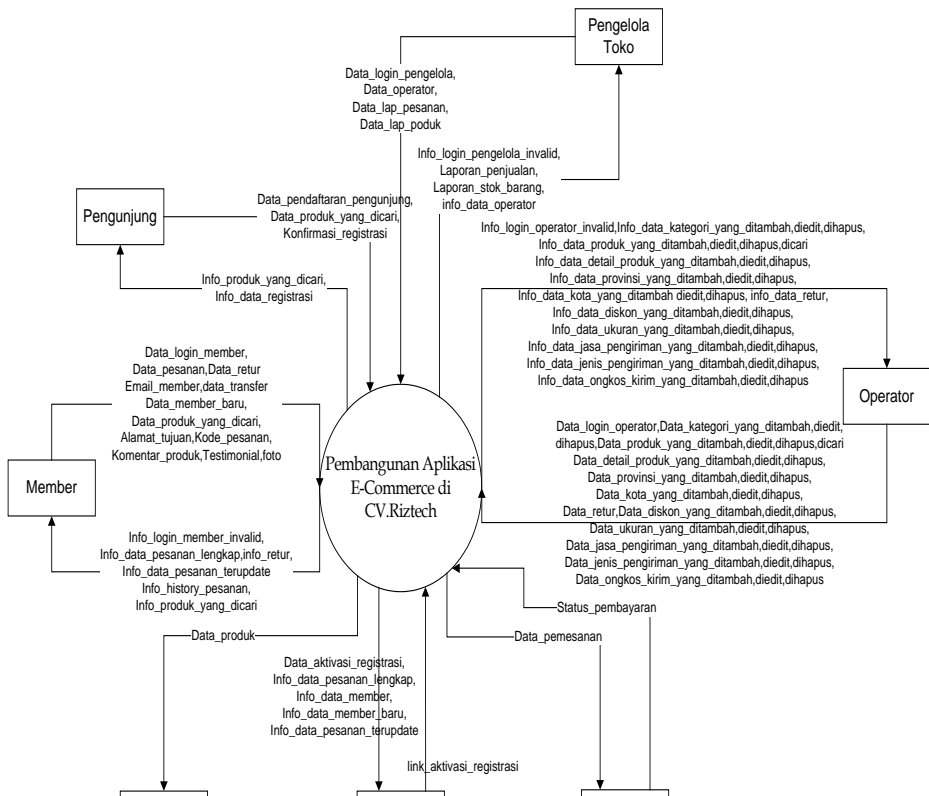 Pengelola
Toko
Data_login_pengelola,
Data_operator,
Data_lap_pesanan,
Data_lap_poduk
Info_login_pengelola_invalid,
Laporan_penjualan,
Laporan_stok_barang,
info_data_operator
Pengunjung
Data_pendaftaran_pengunjung,
Data_produk_yang_dicari,
Konfirmasi_registrasi
Info_produk_yang_dicari,
Info_data_registrasi
Info_login_operator_invalid,Info_data_kategori_yang_ditambah,diedit,dihapus,
Info_data_produk_yang_ditambah,diedit,dihapus,dicari
Info_data_detail_produk_yang_ditambah,diedit,dihapus,
Info_data_provinsi_yang_ditambah,diedit,dihapus,
Info_data_kota_yang_ditambah diedit,dihapus, info_data_retur,
Info_data_diskon_yang_ditambah,diedit,dihapus,
Info_data_ukuran_yang_ditambah,diedit,dihapus,
Info_data_jasa_pengiriman_yang_ditambah,diedit,dihapus,
Info_data_jenis_pengiriman_yang_ditambah,diedit,dihapus,
Info_data_ongkos_kirim_yang_ditambah,diedit,dihapus
Operator
Data_login_member,
Data_pesanan,Data_retur
Email_member,data_transfer
Data_member_baru,
Data_produk_yang_dicari,
Alamat_tujuan,Kode_pesanan,
Komentar_produk,Testimonial,foto
Member
Pembangunan Aplikasi
E-Commerce di
CV.Riztech
Data_login_operator,Data_kategori_yang_ditambah,diedit,
dihapus,Data_produk_yang_ditambah,diedit,dihapus,dicari
Data_detail_produk_yang_ditambah,diedit,dihapus,
Data_provinsi_yang_ditambah,diedit,dihapus,
Data_kota_yang_ditambah,diedit,dihapus,
Data_retur,Data_diskon_yang_ditambah,diedit,dihapus,
Data_ukuran_yang_ditambah,diedit,dihapus,
Data_jasa_pengiriman_yang_ditambah,diedit,dihapus,
Data_jenis_pengiriman_yang_ditambah,diedit,dihapus,
Data_ongkos_kirim_yang_ditambah,diedit,dihapus
Info_login_member_invalid,
Info_data_pesanan_lengkap,info_retur,
Info_data_pesanan_terupdate
Info_history_pesanan,
Info_produk_yang_dicari
Status_pembayaran
Data_produk
Data_pemesanan
Data_aktivasi_registrasi,
Info_data_pesanan_lengkap,
Info_data_member,
Info_data_member_baru,
Info_data_pesanan_terupdate
link_aktivasi_registrasi